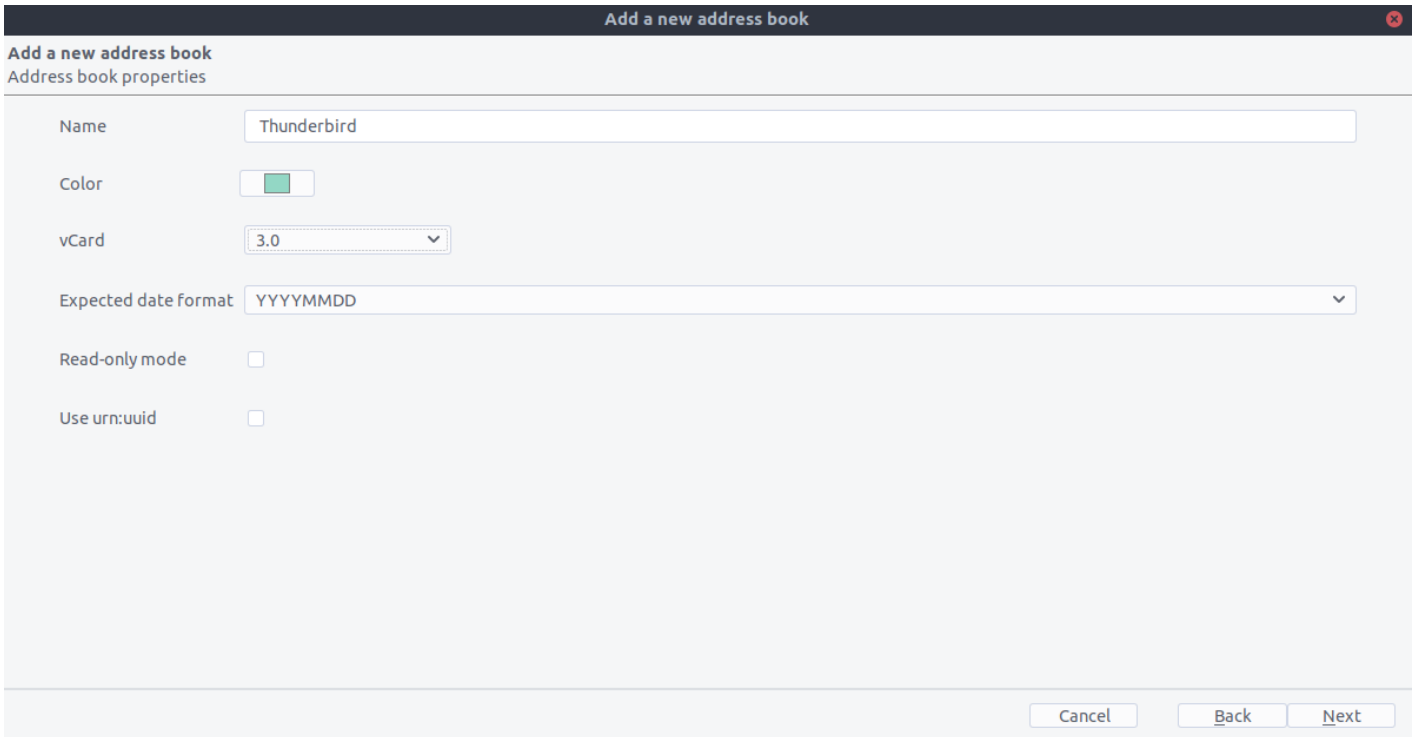 Add a new address book
Add a new address book
Address book properties
Name Thunderbird
Color
vCard 3.0
Expected date format YYYYMMDD
Read-only mode
Use urn:uuid
Cancel Back Next